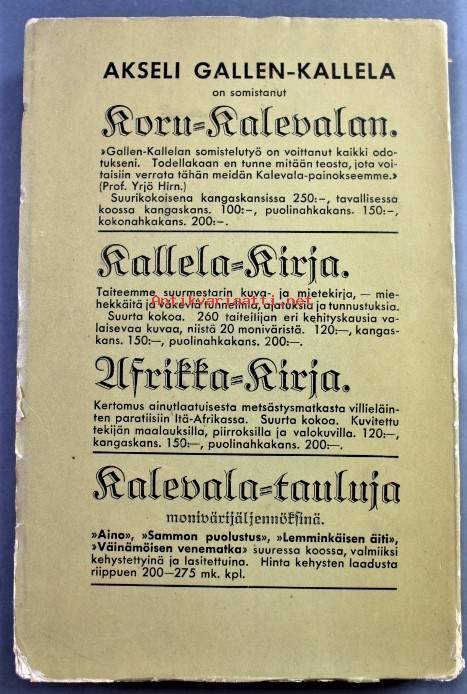 AKSELI GALLEN-KALLELA
on somistanut
Koru=Kalevalan.
»Gallen-Kallelan somistelutyö on voittanut kaikki odo-
tukseni. Todellakaan en tunne mitään teosta, jota voi-
taisiin verrata tähän meidän Kalevala-painokseemme.»
(Prof. Yrjö Hirn.)
Suurikokoisena kangaskansissa 250:–, tavallisessa
koossa kangaskans. 100:–, puolinahkakans. 150:–,
kokonahkakans. 200:–.
Kallela=Kirja.
Taiteemme suurmestarin kuva- ja mietekirja, — mie-
hekkäitä ja väkeviä tunnelmia, ajatuksia ja tunnustuksia.
Antikvariaatti.net
Suurta kokoa. 260 taiteilijan eri kehityskausia va-
laisevaa kuvaa, niistä 20 moniväristä. 120:—, kangas-
kans. 150:—, puolinahkakans. 200:—.
Afrikka=Kirja.
Kertomus ainutlaatuisesta metsästysmatkasta villieläin-
ten paratiisiin Itä-Afrikassa. Suurta kokoa. Kuvitettu
tekijän maalauksilla, piirroksilla ja valokuvilla. 120:—,
kangaskans. 150:—, puolinahkakans. 200:—.
Kalevala=tauluja
monivärijäljennöksinä.
»Aino», »Sammon puolustus», »Lemminkäisen äiti»,
»Väinämöisen venematka» suuressa koossa, valmiiksi
kehystettyinä ja lasitettuina. Hinta kehysten laadusta
riippuen 200—275 mk. kpl.